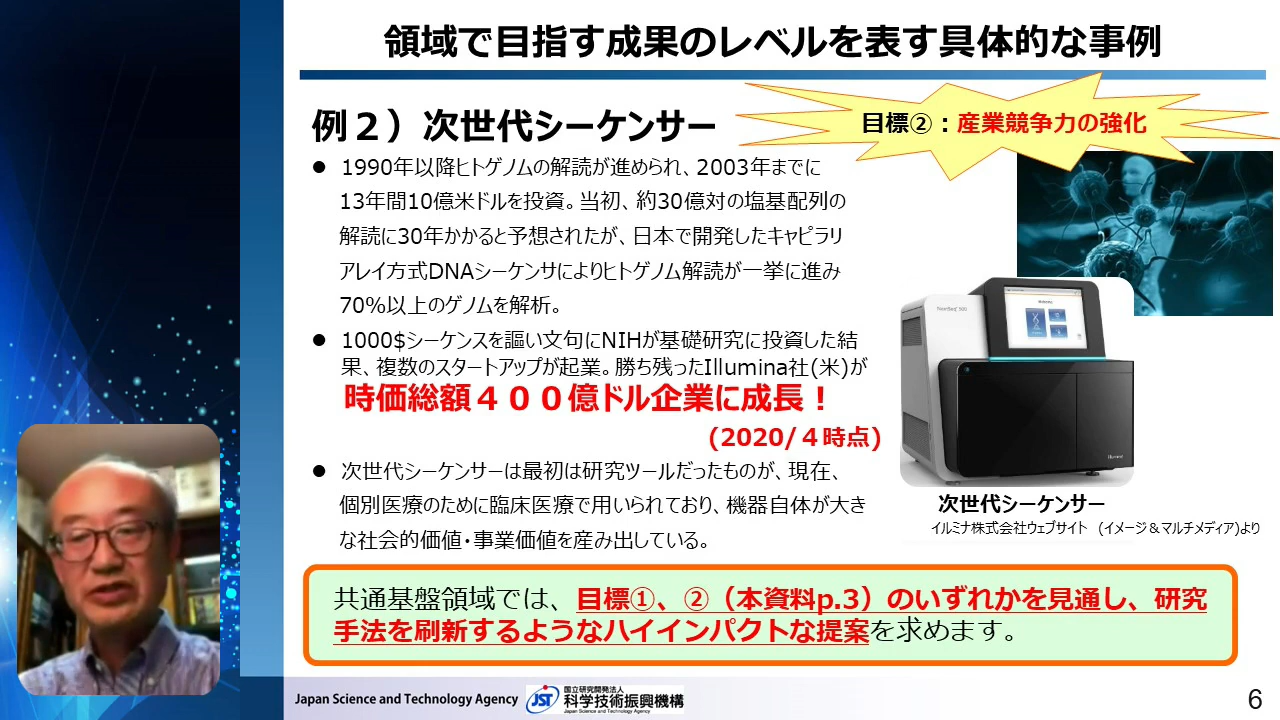 領域で目指す成果のレベルを表す具体的な事例
例２）次世代シーケンサー
目標②：産業競争力の強化
● 1990年以降ヒトゲノムの解読が進められ、2003年までに
13年間10億米ドルを投資。当初、約30億対の塩基配列の
解読に30年かかると予想されたが、日本で開発したキャピラリ
アレイ方式DNAシーケンサによりヒトゲノム解読が一挙に進み
70%以上のゲノムを解析。
● 1000$シーケンスを謳い文句にNIHが基礎研究に投資した結
果、複数のスタートアップが起業。勝ち残ったIllumina社(米)が
時価総額４００億ドル企業に成長！
(2020/４時点)
● 次世代シーケンサーは最初は研究ツールだったものが、現在、
個別医療のために臨床医療で用いられており、機器自体が大き
な社会的価値・事業価値を産み出している。
次世代シーケンサー
イルミナ株式会社ウェブサイト （イメージ＆マルチメディア)より
共通基盤領域では、目標①、②（本資料p.3）のいずれかを見通し、研究
手法を刷新するようなハイインパクトな提案を求めます。
Japan Science and Technology Agency
JST
国立研究開発法人
科学技術振興機構
Japan Science and Technology Agency
6